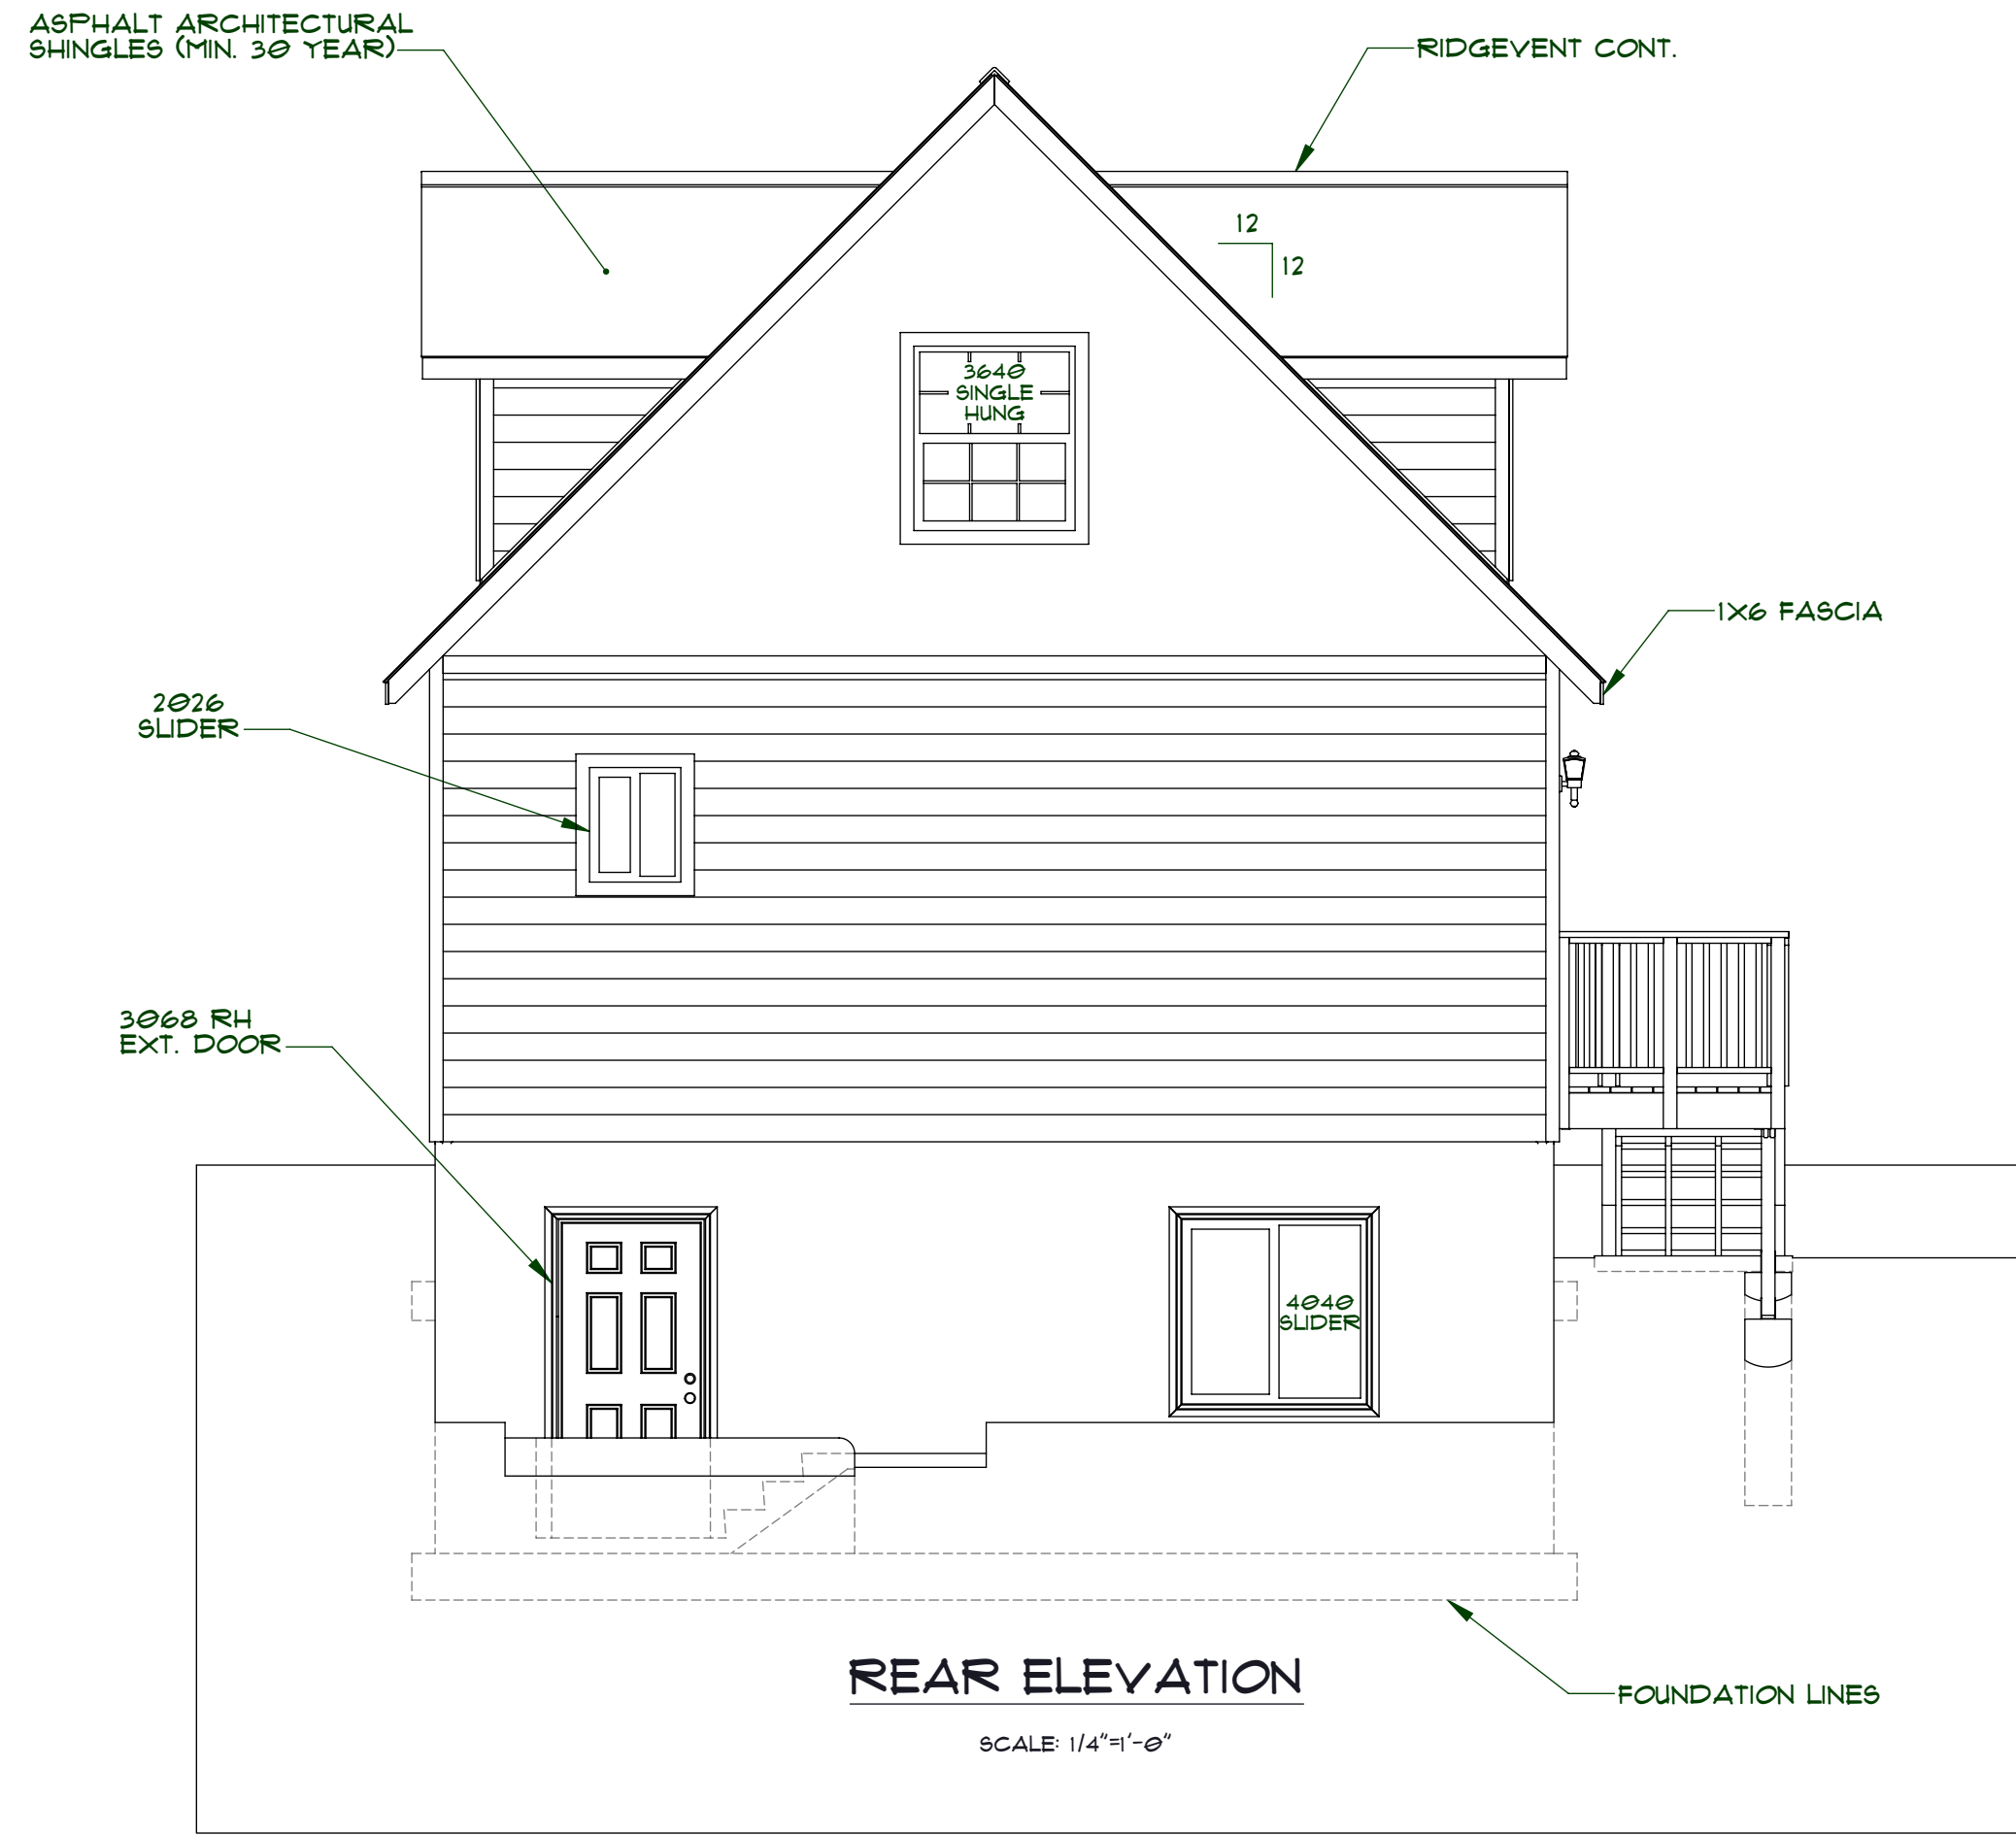 ASPHALT ARCHITECTURAL
SHINGLES (MIN. 30 YEAR)
RIDGEVENT CONT.
12
12
3640
SINGLE
HUNG
1X6 FASCIA
2026
SLIDER
3068 RH
EXT. DOOR
4040
SLIDER
REAR ELEVATION
FOUNDATION LINES
SCALE: 1/4"=1'-0"